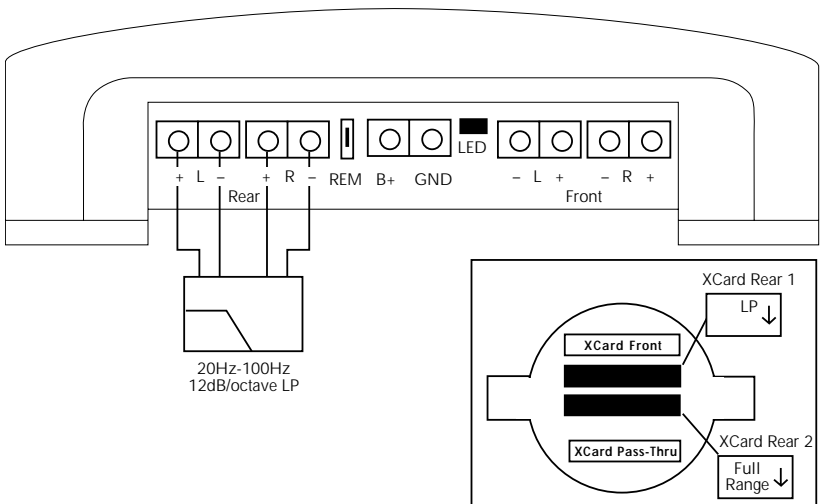 LED
+ L – + R – REM B+ GND – L + – R +
Rear Front
20Hz-100Hz
12dB/octave LP
XCard Rear 1
LP ↓
XCard Front
XCard Pass-Thru
XCard Rear 2
Full
Range ↓